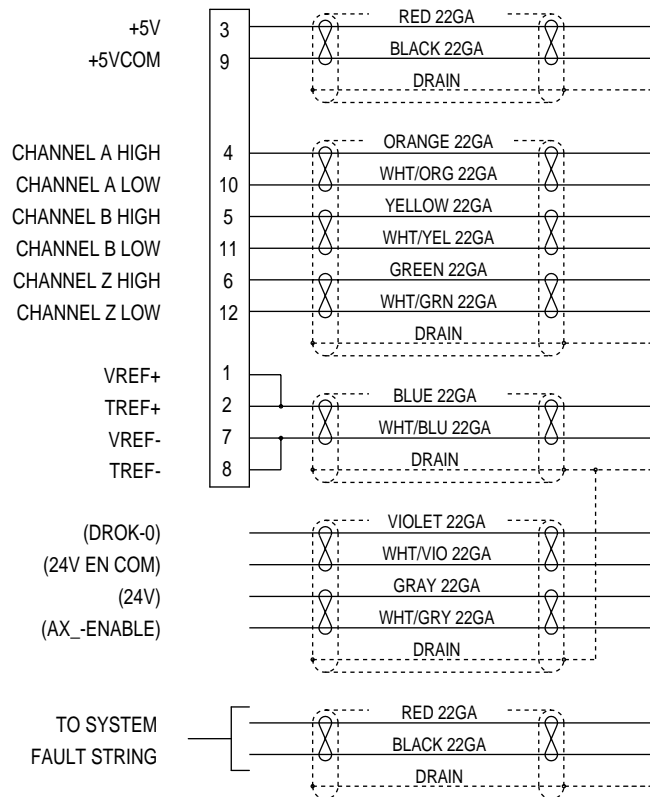 +5V 3 RED 22GA
+5VCOM 9 BLACK 22GA
DRAIN
CHANNEL A HIGH 4 ORANGE 22GA
CHANNEL A LOW 10 WHT/ORG 22GA
CHANNEL B HIGH 5 YELLOW 22GA
CHANNEL B LOW 11 WHT/YEL 22GA
CHANNEL Z HIGH 6 GREEN 22GA
CHANNEL Z LOW 12 WHT/GRN 22GA
DRAIN
VREF+ 1
TREF+ 2 BLUE 22GA
VREF- 7 WHT/BLU 22GA
TREF- 8 DRAIN
(DROK-0) VIOLET 22GA
(24V EN COM) WHT/VIO 22GA
(24V) GRAY 22GA
(AX_-ENABLE) WHT/GRY 22GA
DRAIN
TO SYSTEM RED 22GA
FAULT STRING BLACK 22GA
DRAIN